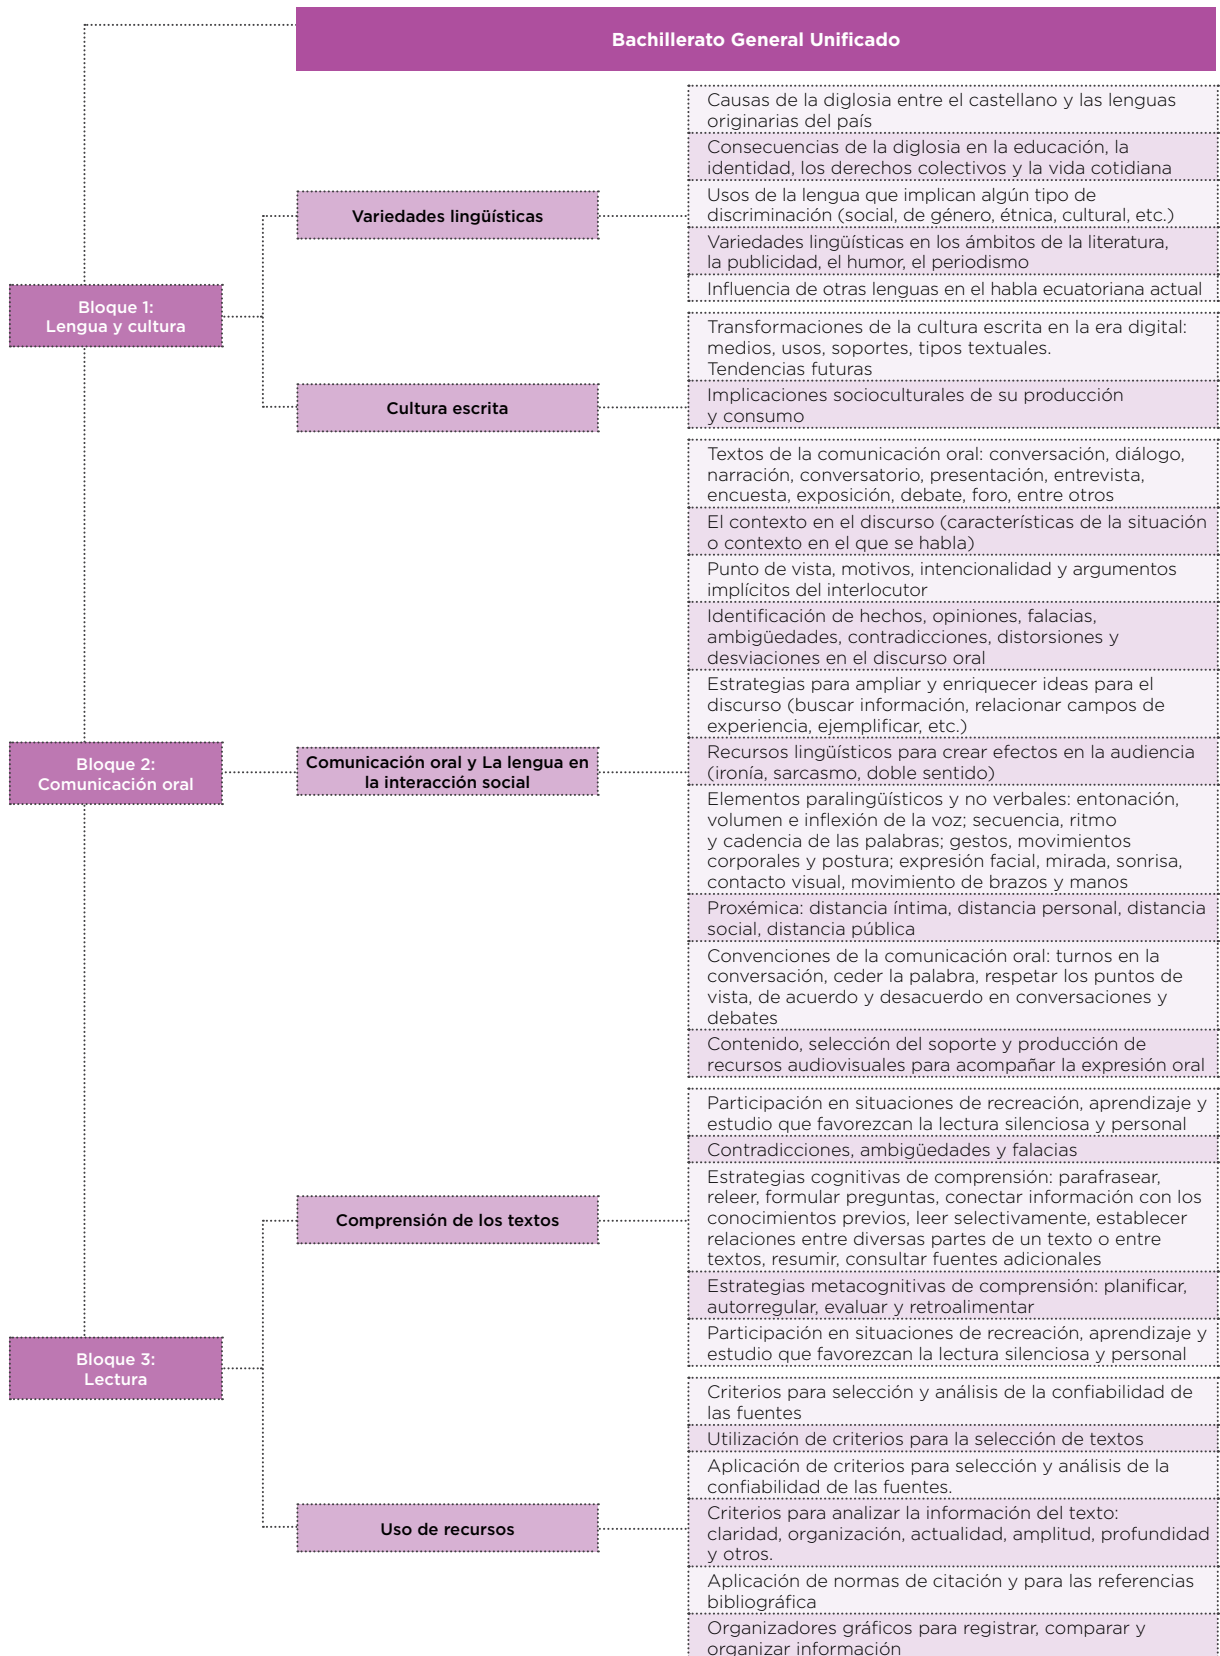 Bachillerato General Unificado
Bloque 1:
Lengua y cultura
Variedades lingüísticas
Causas de la diglosia entre el castellano y las lenguas
originarias del país
Consecuencias de la diglosia en la educación, la
identidad, los derechos colectivos y la vida cotidiana
Usos de la lengua que implican algún tipo de
discriminación (social, de género, étnica, cultural, etc.)
Variedades lingüísticas en los ámbitos de la literatura,
la publicidad, el humor, el periodismo
Influencia de otras lenguas en el habla ecuatoriana actual
Cultura escrita
Transformaciones de la cultura escrita en la era digital:
medios, usos, soportes, tipos textuales.
Tendencias futuras
Implicaciones socioculturales de su producción
y consumo
Bloque 2:
Comunicación oral
Comunicación oral y La lengua en
la interacción social
Textos de la comunicación oral: conversación, diálogo,
narración, conversatorio, presentación, entrevista,
encuesta, exposición, debate, foro, entre otros
El contexto en el discurso (características de la situación
o contexto en el que se habla)
Punto de vista, motivos, intencionalidad y argumentos
implícitos del interlocutor
Identificación de hechos, opiniones, falacias,
ambigüedades, contradicciones, distorsiones y
desviaciones en el discurso oral
Estrategias para ampliar y enriquecer ideas para el
discurso (buscar información, relacionar campos de
experiencia, ejemplificar, etc.)
Recursos lingüísticos para crear efectos en la audiencia
(ironía, sarcasmo, doble sentido)
Elementos paralingüísticos y no verbales: entonación,
volumen e inflexión de la voz; secuencia, ritmo
y cadencia de las palabras; gestos, movimientos
corporales y postura; expresión facial, mirada, sonrisa,
contacto visual, movimiento de brazos y manos
Proxémica: distancia íntima, distancia personal, distancia
social, distancia pública
Convenciones de la comunicación oral: turnos en la
conversación, ceder la palabra, respetar los puntos de
vista, de acuerdo y desacuerdo en conversaciones y
debates
Contenido, selección del soporte y producción de
recursos audiovisuales para acompañar la expresión oral
Bloque 3:
Lectura
Comprensión de los textos
Participación en situaciones de recreación, aprendizaje y
estudio que favorezcan la lectura silenciosa y personal
Contradicciones, ambigüedades y falacias
Estrategias cognitivas de comprensión: parafrasear,
releer, formular preguntas, conectar información con los
conocimientos previos, leer selectivamente, establecer
relaciones entre diversas partes de un texto o entre
textos, resumir, consultar fuentes adicionales
Estrategias metacognitivas de comprensión: planificar,
autorregular, evaluar y retroalimentar
Participación en situaciones de recreación, aprendizaje y
estudio que favorezcan la lectura silenciosa y personal
Uso de recursos
Criterios para selección y análisis de la confiabilidad de
las fuentes
Utilización de criterios para la selección de textos
Aplicación de criterios para selección y análisis de la
confiabilidad de las fuentes.
Criterios para analizar la información del texto:
claridad, organización, actualidad, amplitud, profundidad
y otros.
Aplicación de normas de citación y para las referencias
bibliográfica
Organizadores gráficos para registrar, comparar y
organizar información